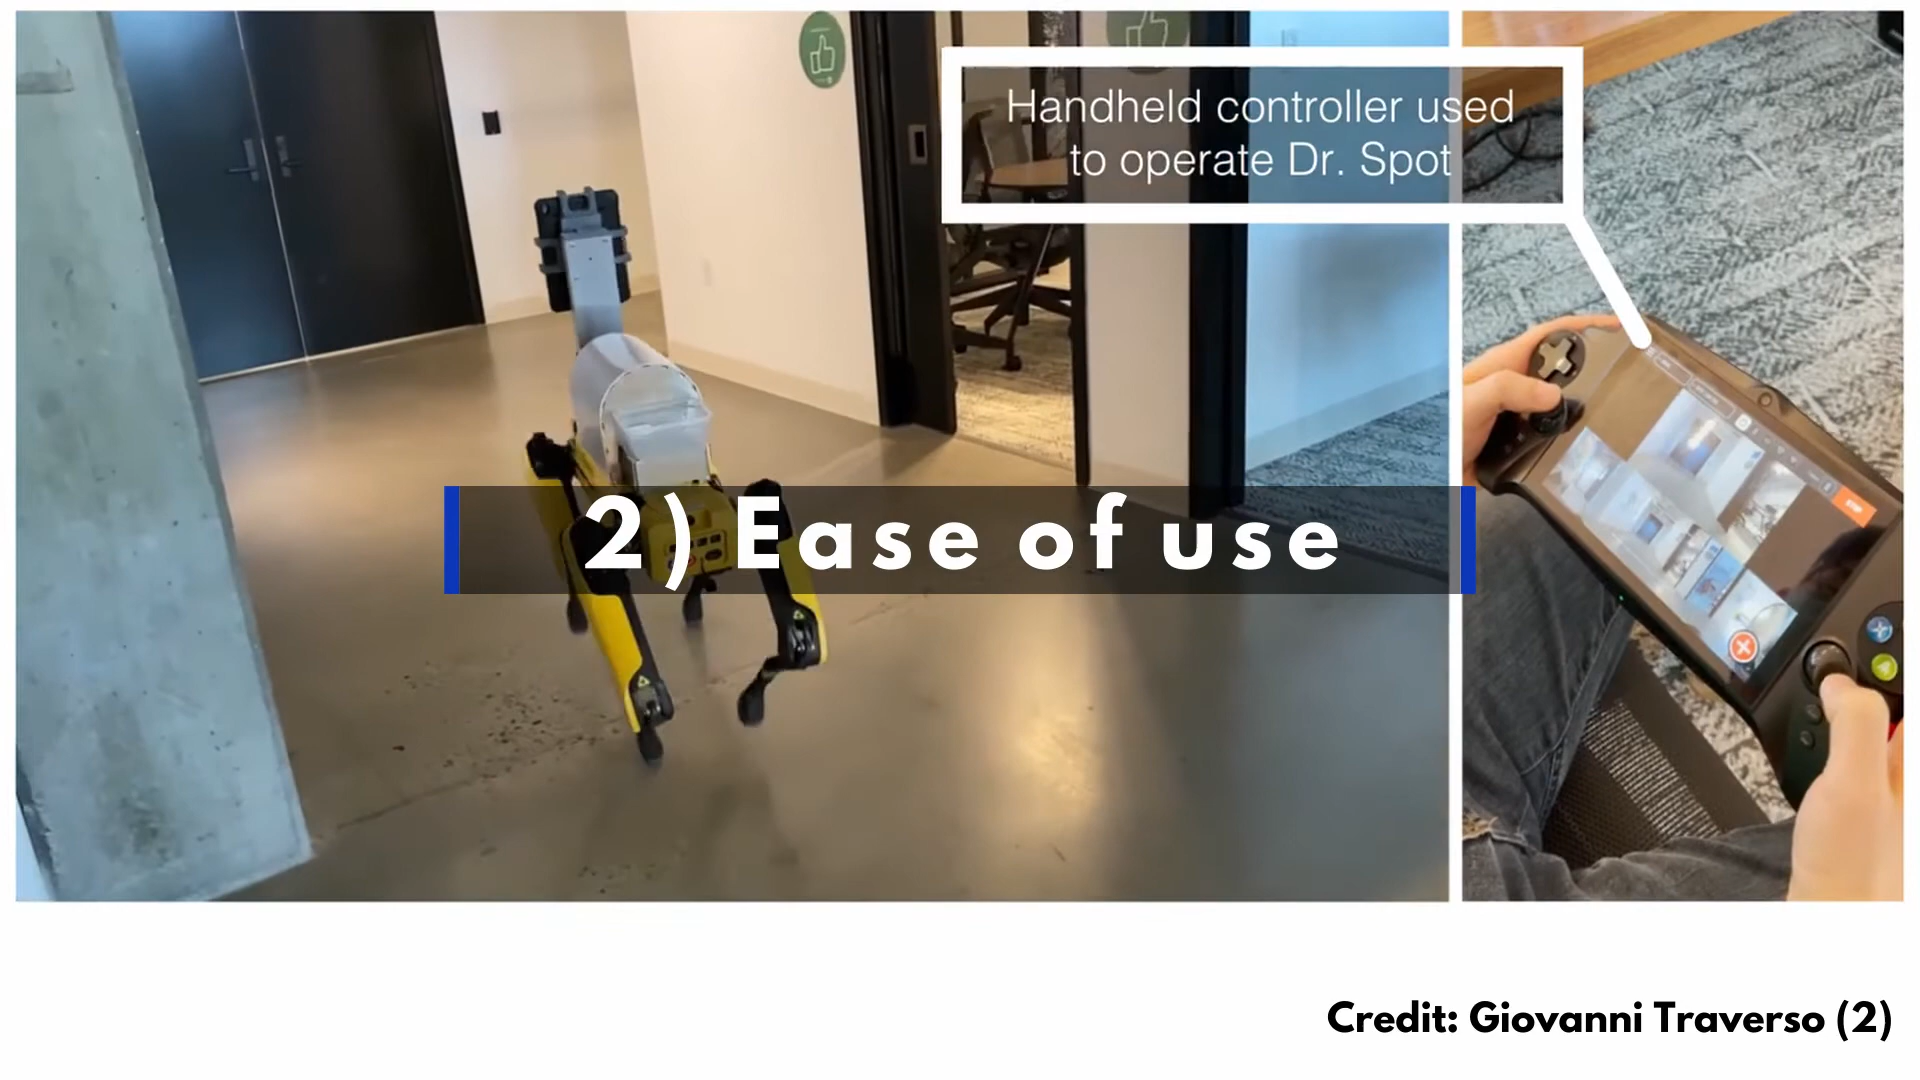 Handheld controller used
to operate Dr. Spot
2) Ease of use
Credit: Giovanni Traverso (2)